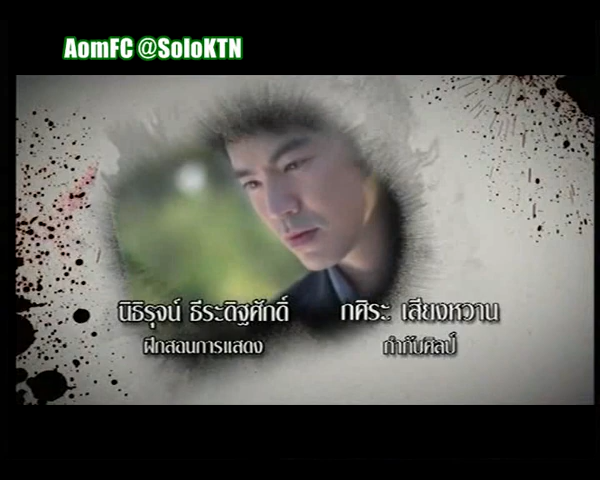 AomFC @SoloKTN
นิธิรุจน์ ธีระดิฐศักดิ์
ฝึกสอนการแสดง
กศิระ เสียงหวาน
กำกับศิลป์